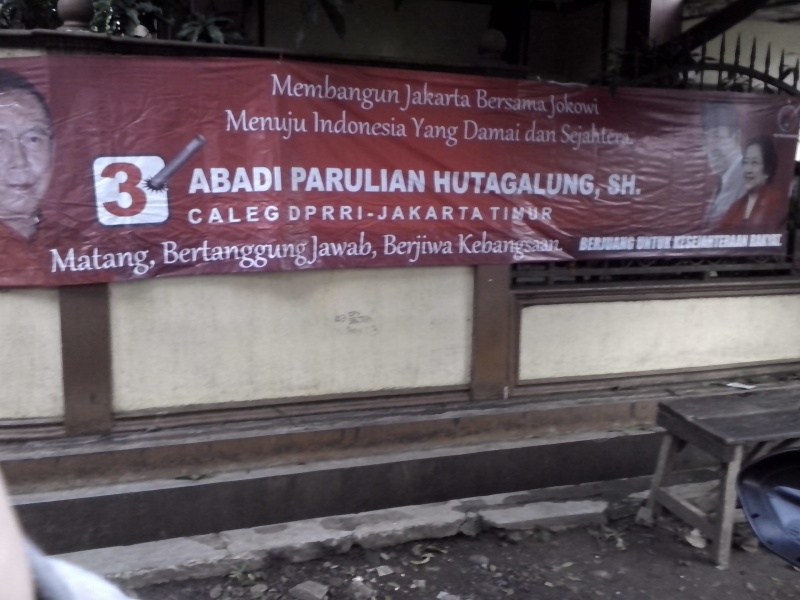 Membangun Jakarta Bersama Jokowi
Menuju Indonesia Yang Damai dan Sejahtera.
3
ABADI PARULIAN HUTAGALUNG, SH.
CALEG DPRRI-JAKARTA TIMUR
Matang, Bertanggung Jawab, Berjiwa Kebangsaan.
BERJUANG UNTUK KESEJAHTERAAN RAKYAT.